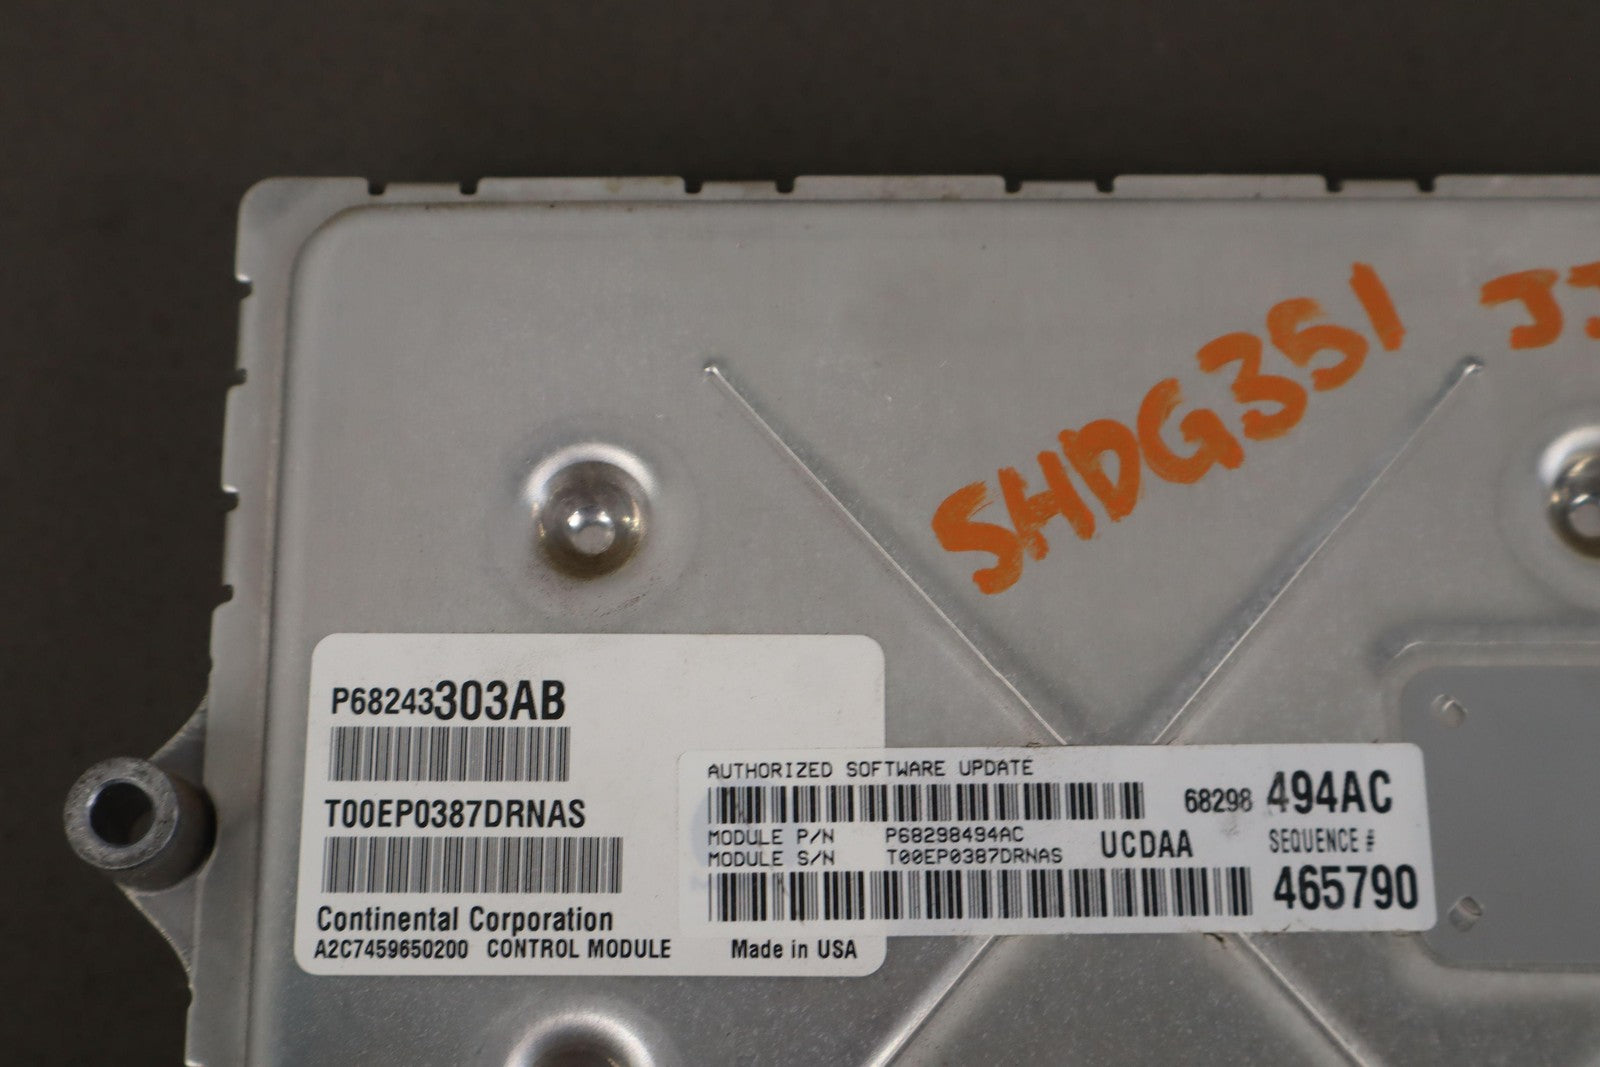 SHDG351 JJ
P68243303AB
T00EP0387DRNAS
Continental Corporation
A2C7459650200 CONTROL MODULE Made in USA
AUTHORIZED SOFTWARE UPDATE
68298 494AC
MODULE P/N P68298494AC
MODULE S/N T00EP0387DRNAS
UCDAA
SEQUENCE #
465790